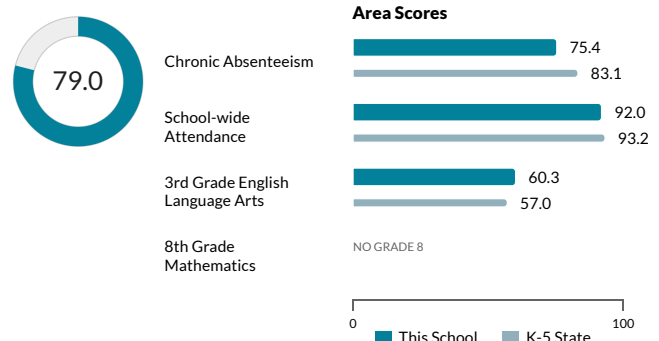 Area Scores
79.0
Chronic Absenteeism
75.4
83.1
School-wide
Attendance
92.0
93.2
3rd Grade English
Language Arts
60.3
57.0
8th Grade
Mathematics
NO GRADE 8
0
100
This School
K-5 State